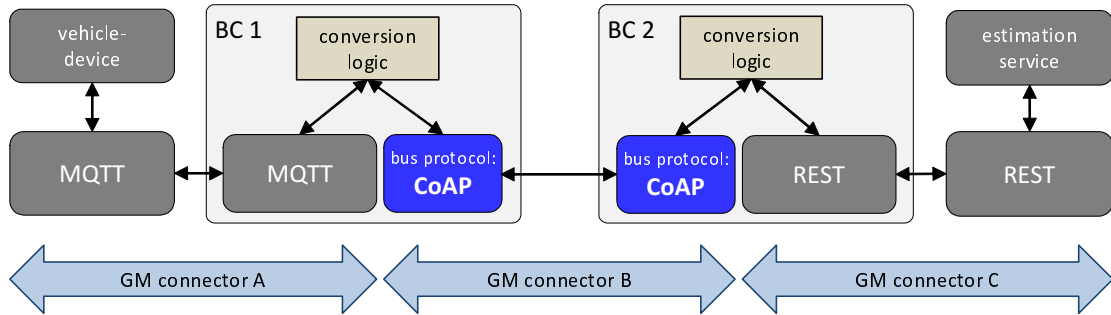 vehicle-
device
BC 1
conversion
logic
BC 2
conversion
logic
estimation
service
MQTT
MQTT
bus protocol:
CoAP
bus protocol:
CoAP
REST
REST
GM connector A
GM connector B
GM connector C